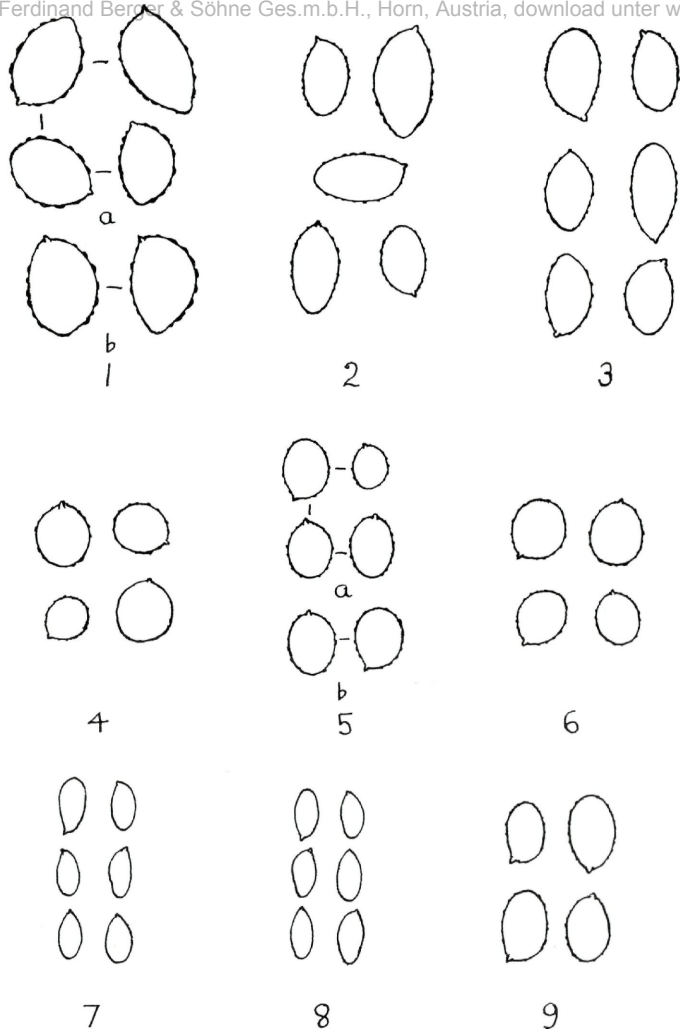 Ferdinand Berger & Söhne Ges.m.b.H., Horn, Austria, download unter w
a
b
1
2
3
a
b
4
5
6
7
8
9